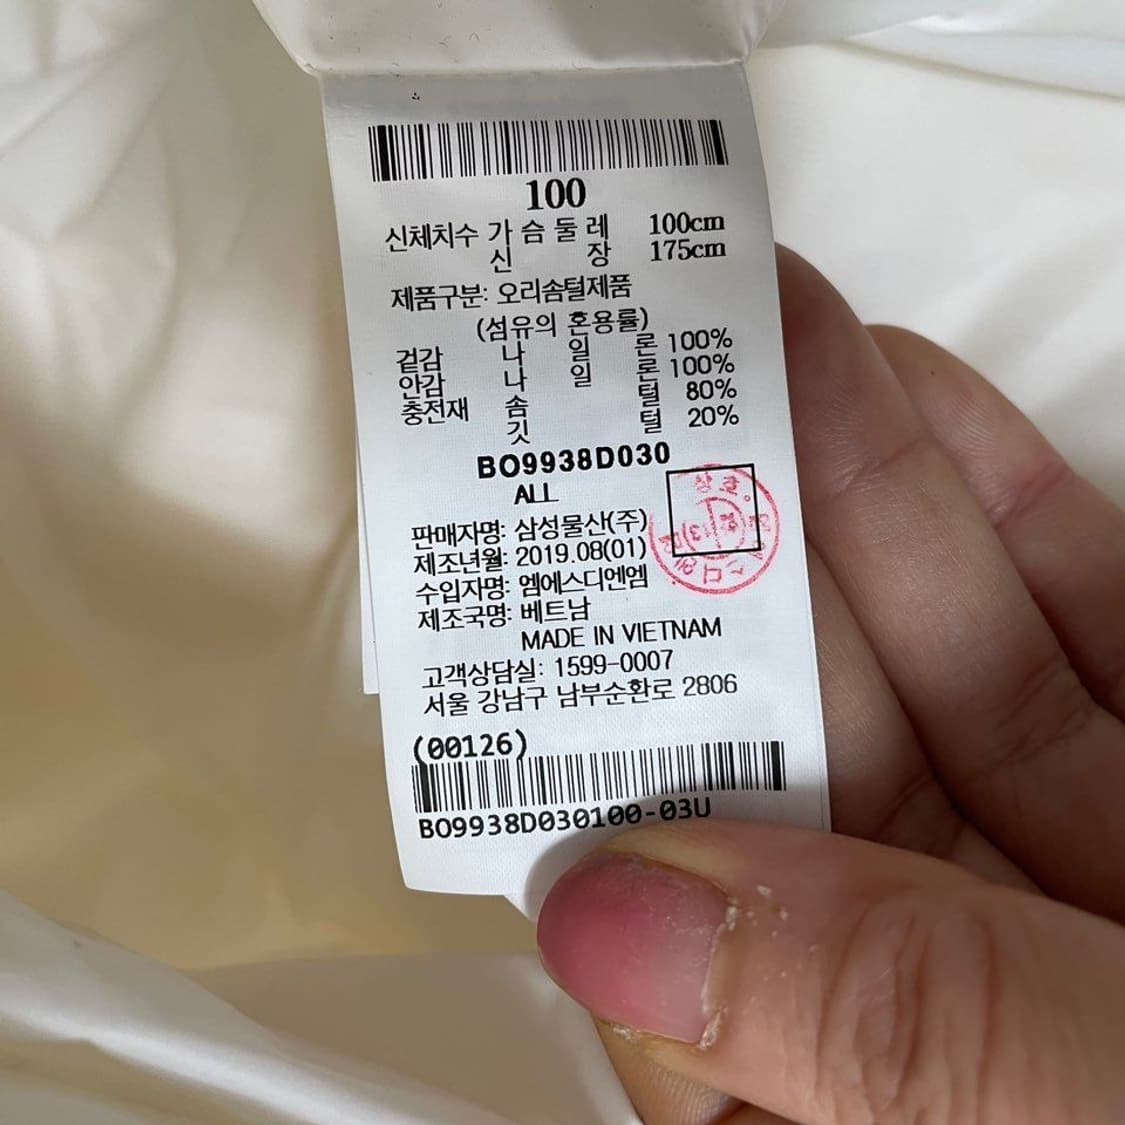 100
신체치수 가슴둘레 100cm
신장 175cm
제품구분: 오리솜털제품
(섬유의 혼용률)
겉감 나일론 100%
안감 나일론 100%
충전재 솜털 80%
깃털 20%
BO9938D030
ALL
판매자명: 삼성물산(주)
제조년월: 2019.08(01)
수입자명: 엠에스디엔엠
제조국명: 베트남
MADE IN VIETNAM
고객상담실: 1599-0007
서울 강남구 남부순환로 2806
(00126)
BO9938D030100-03U